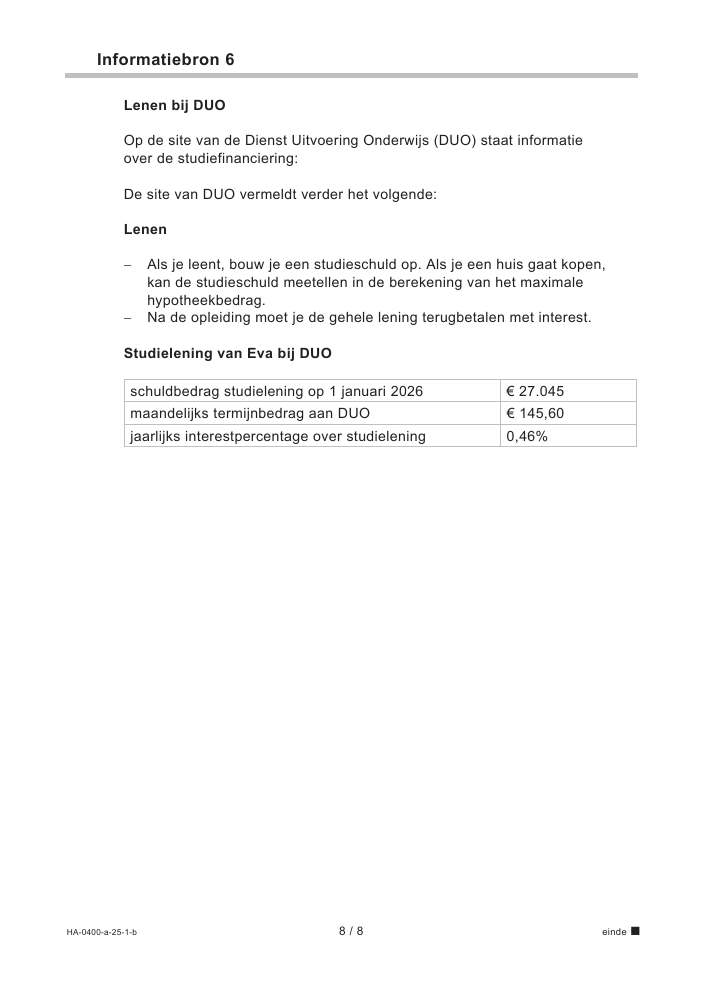 Informatiebron 6
Lenen bij DUO
Op de site van de Dienst Uitvoering Onderwijs (DUO) staat informatie
over de studiefinanciering:
De site van DUO vermeldt verder het volgende:
Lenen
– Als je leent, bouw je een studieschuld op. Als je een huis gaat kopen,
kan de studieschuld meetellen in de berekening van het maximale
hypotheekbedrag.
– Na de opleiding moet je de gehele lening terugbetalen met interest.
Studielening van Eva bij DUO
schuldbedrag studielening op 1 januari 2026 € 27.045
maandelijks termijnbedrag aan DUO € 145,60
jaarlijks interestpercentage over studielening 0,46%
HA-0400-a-25-1-b 8 / 8 einde ■